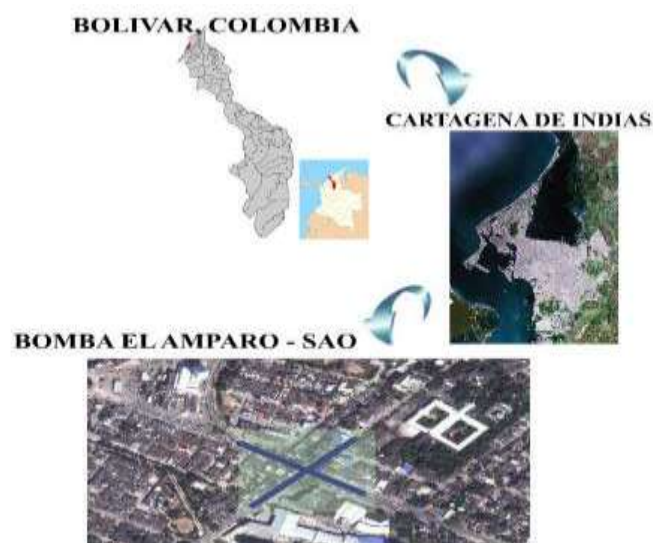 BOLIVAR, COLOMBIA
CARTAGENA DE INDIAS
BOMBA EL AMPARO - SAO